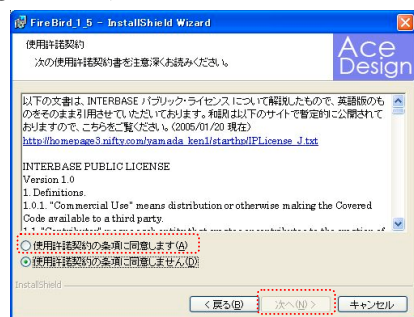 FireBird_1_5 - InstallShield Wizard
使用許諾契約
次の使用許諾契約書を注意深くお読みください。
Ace
Design
以下の文書は、INTERBASE パブリック・ライセンス について解説したもので、英語版のも
のをそのまま引用させていただいております。和訳は以下のサイトで暫定的に公開されて
おりますので、こちらをご覧ください。(2005/01/20 現在)
http://homepage3.nifty.com/yamada_ken1/starthp/IPLicense_J.txt
INTERBASE PUBLIC LICENSE
Version 1.0
1. Definitions.
1.0.1. "Commercial Use" means distribution or otherwise making the Covered
Code available to a third party.
使用許諾契約の条項に同意します(A)
使用許諾契約の条項に同意しません(D)
InstallShield
< 戻る(B)
次へ(N) >
キャンセル